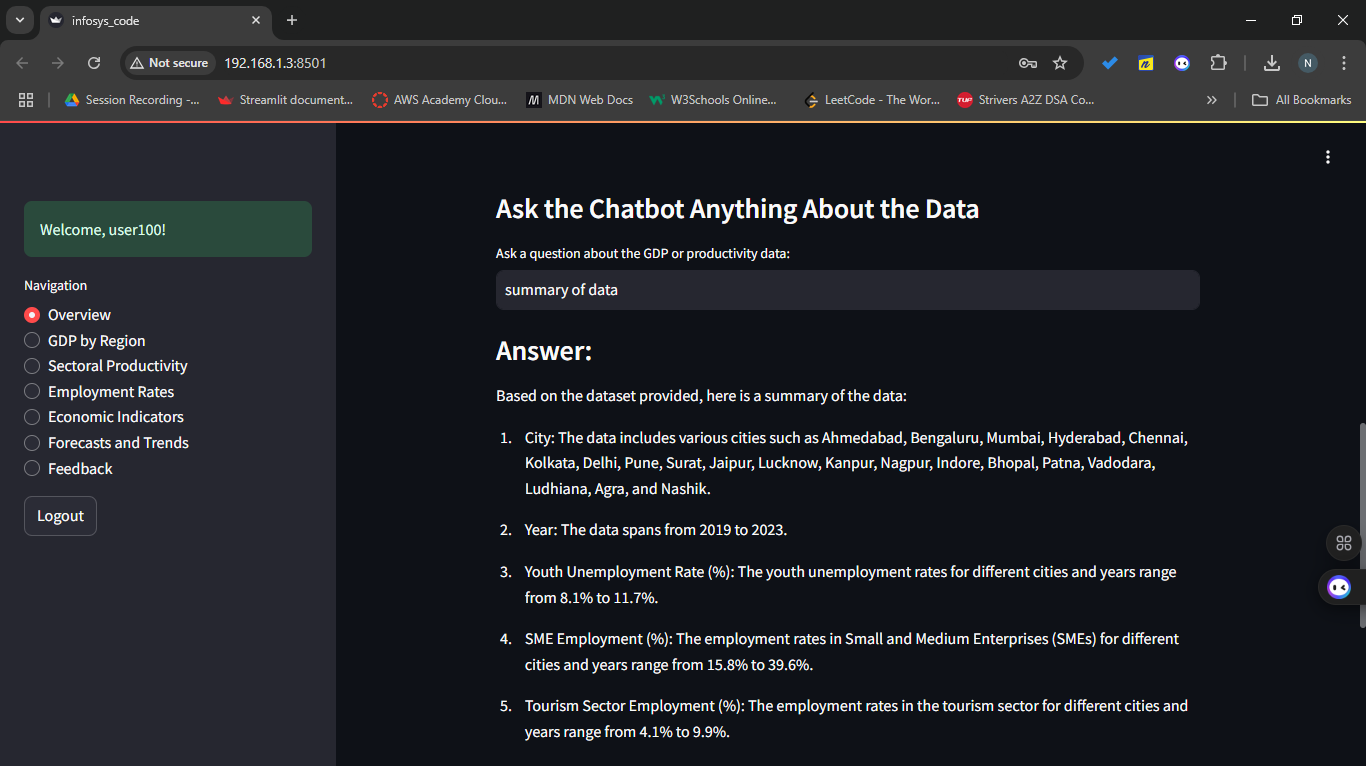 infosys_code
Not secure
192.168.1.3:8501
n
N
Session Recording -...
Streamlit document...
AWS Academy Clou...
M
MDN Web Docs
W3Schools Online...
LeetCode - The Wor...
TUF
Strivers A2Z DSA Co...
»
All Bookmarks
Welcome, user100!
Navigation
Overview
GDP by Region
Sectoral Productivity
Employment Rates
Economic Indicators
Forecasts and Trends
Feedback
Logout
Ask the Chatbot Anything About the Data
Ask a question about the GDP or productivity data:
summary of data
Answer:
Based on the dataset provided, here is a summary of the data:
1. City: The data includes various cities such as Ahmedabad, Bengaluru, Mumbai, Hyderabad, Chennai,
Kolkata, Delhi, Pune, Surat, Jaipur, Lucknow, Kanpur, Nagpur, Indore, Bhopal, Patna, Vadodara,
Ludhiana, Agra, and Nashik.
2. Year: The data spans from 2019 to 2023.
3. Youth Unemployment Rate (%): The youth unemployment rates for different cities and years range
from 8.1% to 11.7%.
4. SME Employment (%): The employment rates in Small and Medium Enterprises (SMEs) for different
cities and years range from 15.8% to 39.6%.
5. Tourism Sector Employment (%): The employment rates in the tourism sector for different cities and
years range from 4.1% to 9.9%.